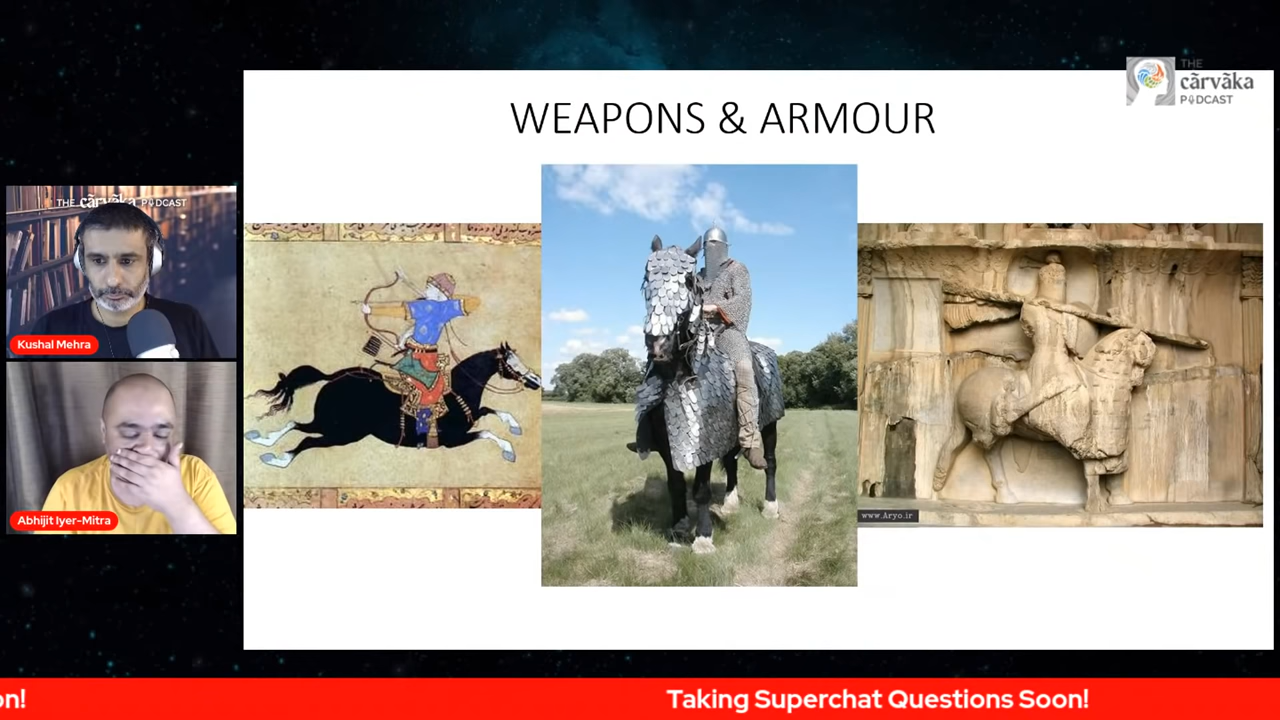 THE
cārvāka
PODCAST
WEAPONS & ARMOUR
THE cārvāka PODCAST
Kushal Mehra
Abhijit Iyer-Mitra
www.Aryo.ir
on!
Taking Superchat Questions Soon!